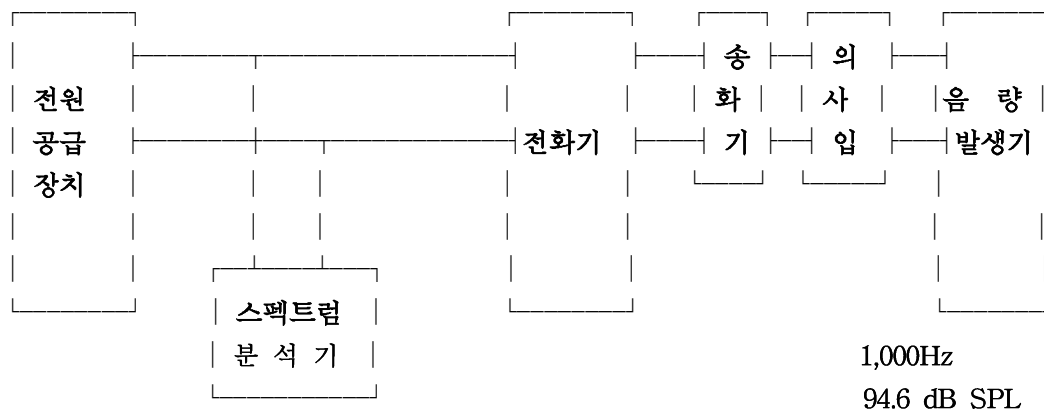 전원
공급
장치
전화기
송
화
기
의
사
입
음 량
발생기
스펙트럼
분 석 기
1,000Hz
94.6 dB SPL